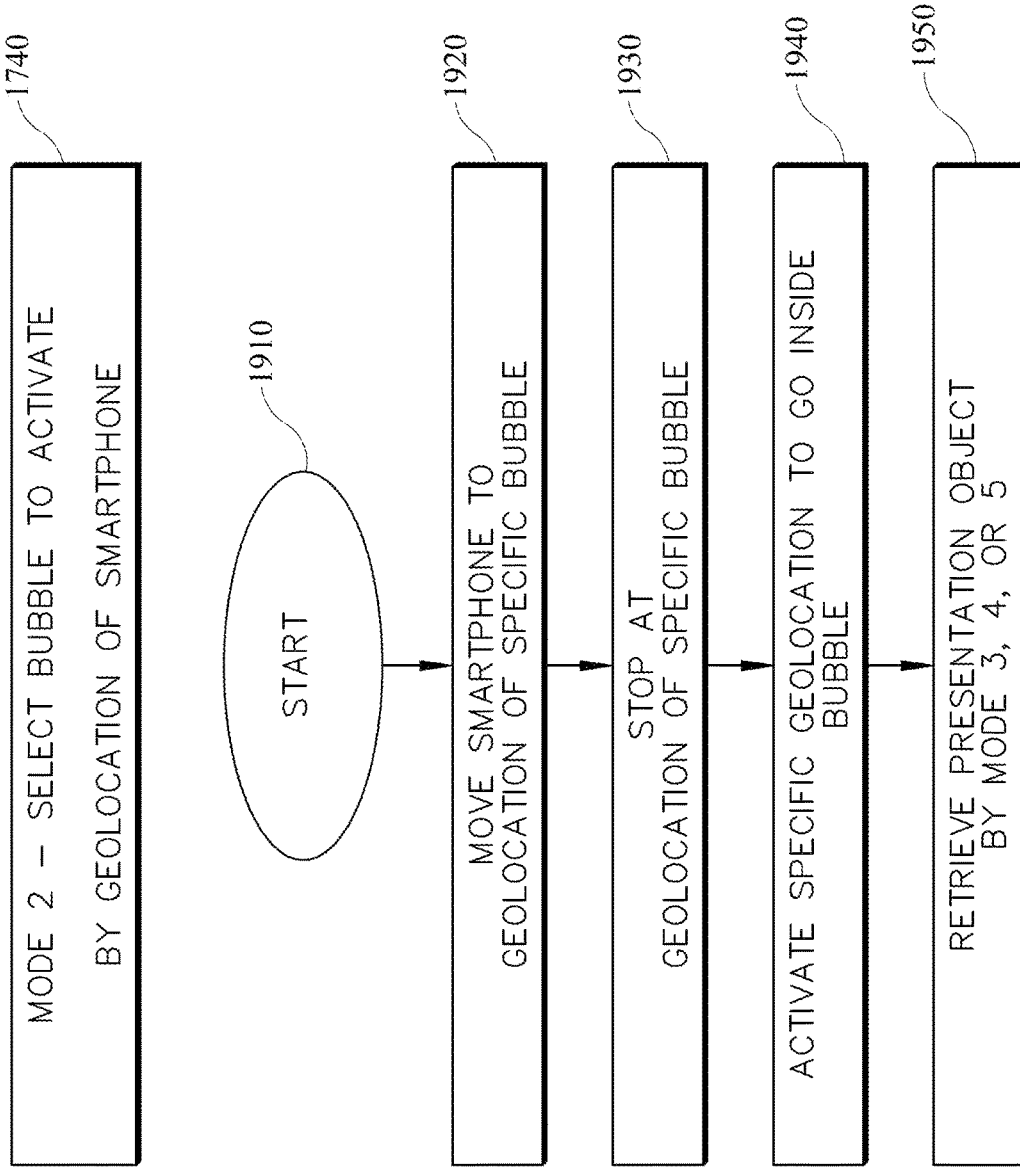 MODE 2 – SELECT BUBBLE TO ACTIVATE
BY GEOLOCATION OF SMARTPHONE
1740
START
1910
MOVE SMARTPHONE TO
GEOLOCATION OF SPECIFIC BUBBLE
1920
STOP AT
GEOLOCATION OF SPECIFIC BUBBLE
1930
ACTIVATE SPECIFIC GEOLOCATION TO GO INSIDE
BUBBLE
1940
RETRIEVE PRESENTATION OBJECT
BY MODE 3, 4, OR 5
1950